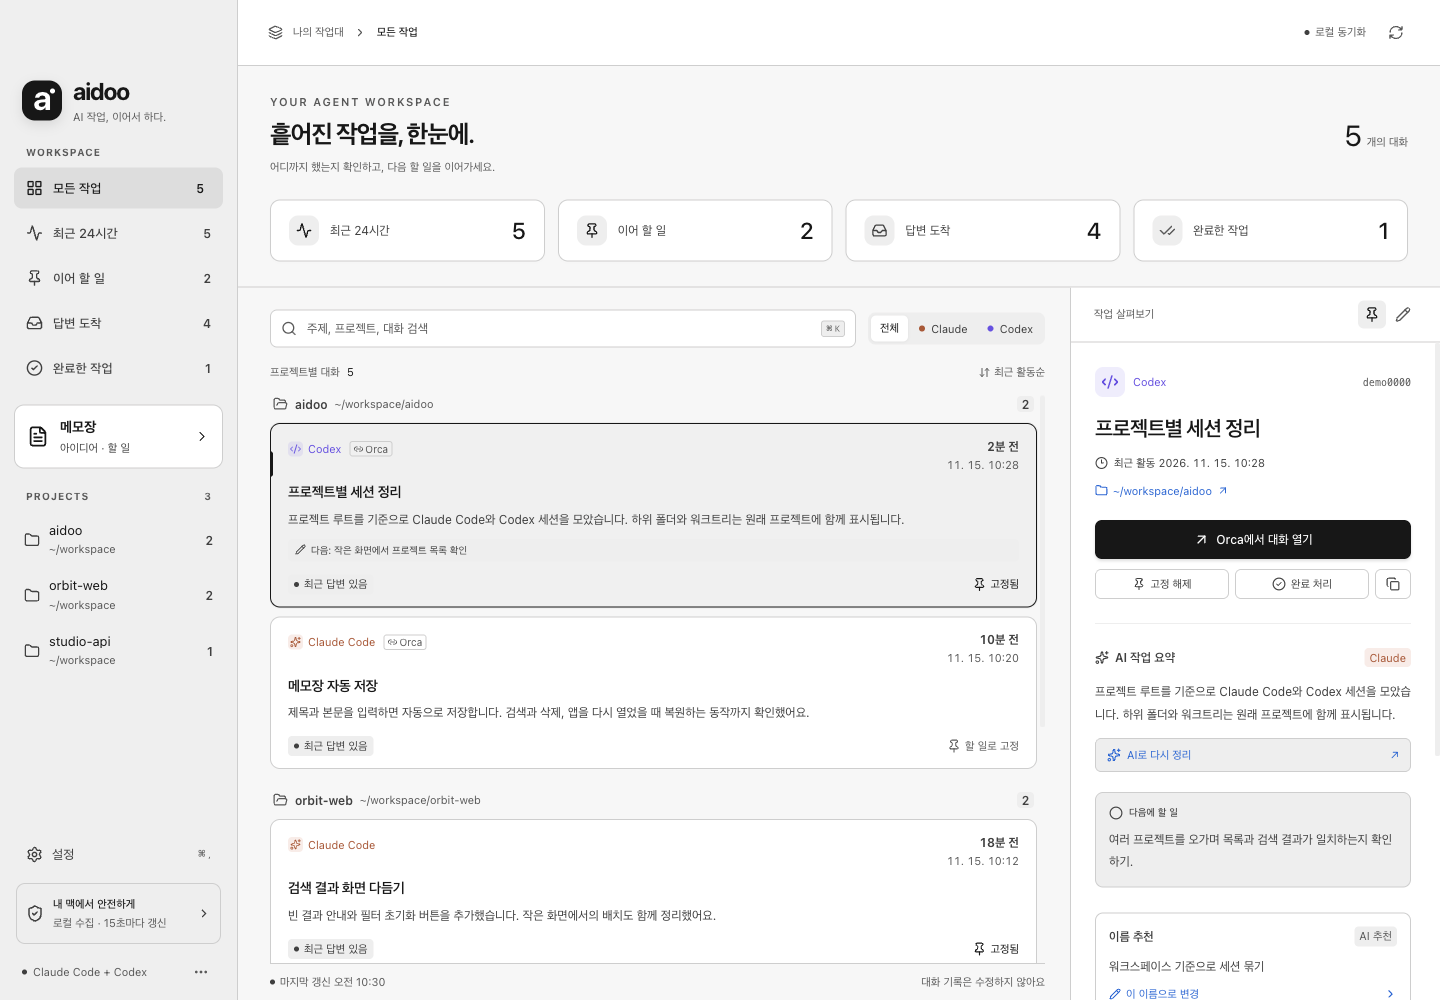 aidoo
AI 작업, 이어서 하다.
WORKSPACE
모든 작업 5
최근 24시간 5
이어 할 일 2
답변 도착 4
완료한 작업 1
메모장
아이디어 · 할 일
PROJECTS 3
aidoo
~/workspace
2
orbit-web
~/workspace
2
studio-api
~/workspace
1
설정 ⌘ ,
내 맥에서 안전하게
로컬 수집 · 15초마다 갱신
Claude Code + Codex
나의 작업대 > 모든 작업
로컬 동기화
YOUR AGENT WORKSPACE
흩어진 작업을, 한눈에.
어디까지 했는지 확인하고, 다음 할 일을 이어가세요.
5 개의 대화
최근 24시간 5
이어 할 일 2
답변 도착 4
완료한 작업 1
주제, 프로젝트, 대화 검색 ⌘ K
전체 Claude Codex
프로젝트별 대화 5
최근 활동순
aidoo ~/workspace/aidoo 2
Codex Orca 2분 전
11. 15. 10:28
프로젝트별 세션 정리
프로젝트 루트를 기준으로 Claude Code와 Codex 세션을 모았습니다. 하위 폴더와 워크트리는 원래 프로젝트에 함께 표시됩니다.
다음: 작은 화면에서 프로젝트 목록 확인
최근 답변 있음 고정됨
Claude Code Orca 10분 전
11. 15. 10:20
메모장 자동 저장
제목과 본문을 입력하면 자동으로 저장합니다. 검색과 삭제, 앱을 다시 열었을 때 복원하는 동작까지 확인했어요.
최근 답변 있음 할 일로 고정
orbit-web ~/workspace/orbit-web 2
Claude Code 18분 전
11. 15. 10:12
검색 결과 화면 다듬기
빈 결과 안내와 필터 초기화 버튼을 추가했습니다. 작은 화면에서의 배치도 함께 정리했어요.
최근 답변 있음 고정됨
마지막 갱신 오전 10:30
대화 기록은 수정하지 않아요
작업 살펴보기
Codex demo0000
프로젝트별 세션 정리
최근 활동 2026. 11. 15. 10:28
~/workspace/aidoo
Orca에서 대화 열기
고정 해제 완료 처리
AI 작업 요약 Claude
프로젝트 루트를 기준으로 Claude Code와 Codex 세션을 모았습
니다. 하위 폴더와 워크트리는 원래 프로젝트에 함께 표시됩니다.
AI로 다시 정리
다음에 할 일
여러 프로젝트를 오가며 목록과 검색 결과가 일치하는지 확인
하기.
이름 추천 AI 추천
워크스페이스 기준으로 세션 묶기
이 이름으로 변경